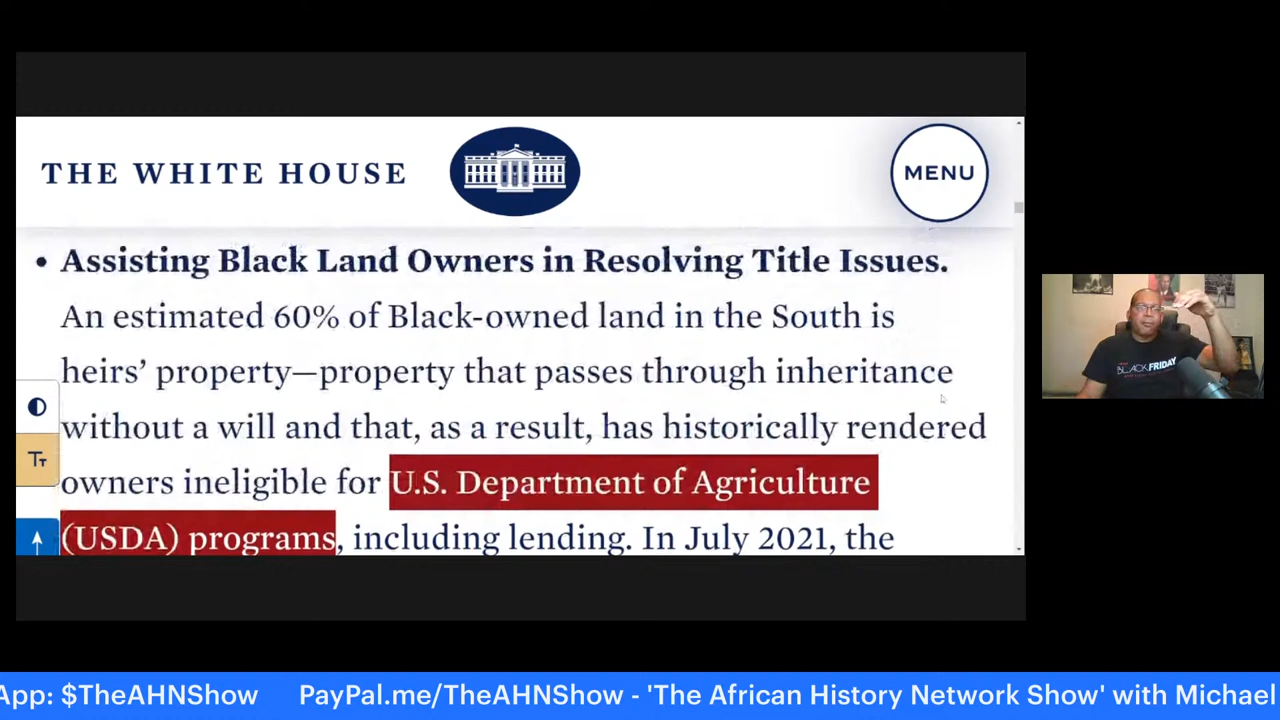 THE WHITE HOUSE
MENU
• Assisting Black Land Owners in Resolving Title Issues.
An estimated 60% of Black-owned land in the South is
heirs’ property—property that passes through inheritance
without a will and that, as a result, has historically rendered
owners ineligible for U.S. Department of Agriculture
(USDA) programs, including lending. In July 2021, the
TT
BLACK FRIDAY
App: $TheAHNShow PayPal.me/TheAHNShow - 'The African History Network Show' with Michael